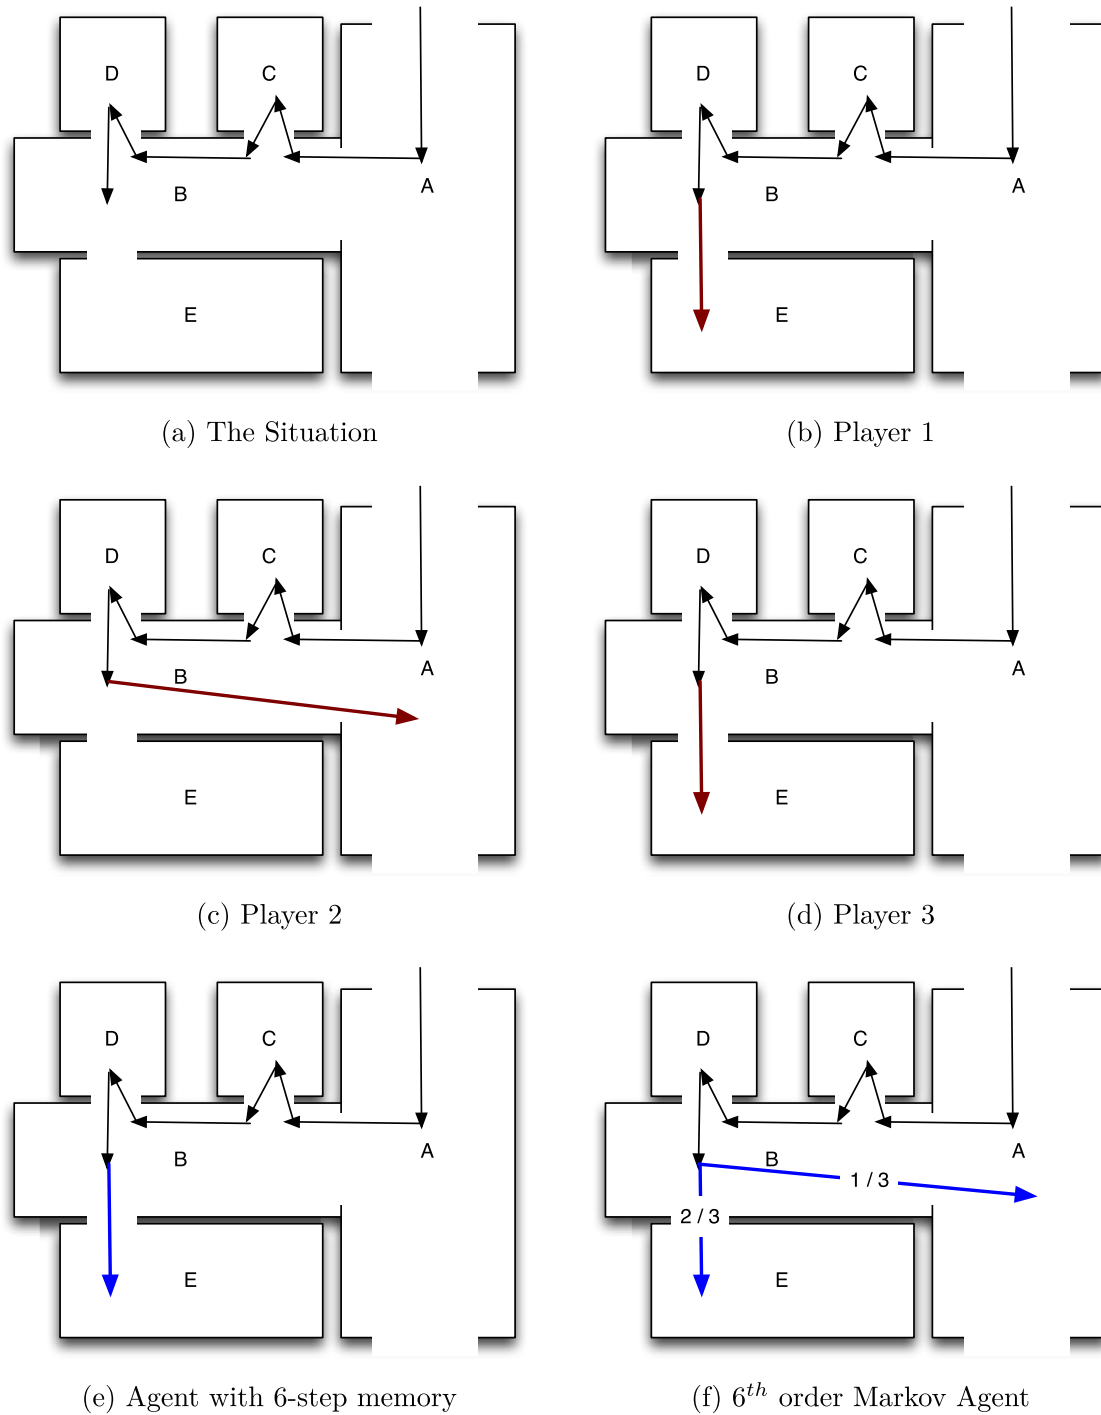 D C A B E
(a) The Situation
D C A B E
(b) Player 1
D C A B E
(c) Player 2
D C A B E
(d) Player 3
D C A B E
(e) Agent with 6-step memory
D C A B 1 / 3 2 / 3 E
(f) 6th order Markov Agent